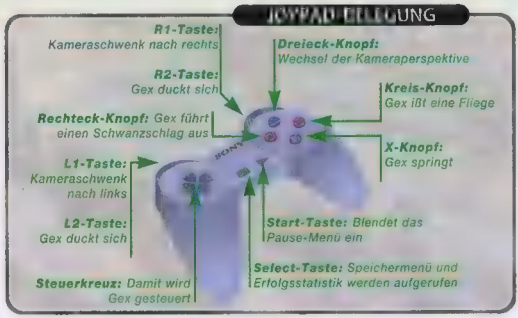 JOYPAD-BELEGUNG
R1-Taste:
Kameraschwenk nach rechts
R2-Taste:
Gex duckt sich
Rechteck-Knopf: Gex führt
einen Schwanzschlag aus
L1-Taste:
Kameraschwenk
nach links
L2-Taste:
Gex duckt sich
Steuerkreuz: Damit wird
Gex gesteuert
Dreieck-Knopf:
Wechsel der Kameraperspektive
Kreis-Knopf:
Gex ißt eine Fliege
X-Knopf:
Gex springt
SONY
Start-Taste: Blendet das
Pause-Menü ein
Select-Taste: Speichermenü und
Erfolgsstatistik werden aufgerufen